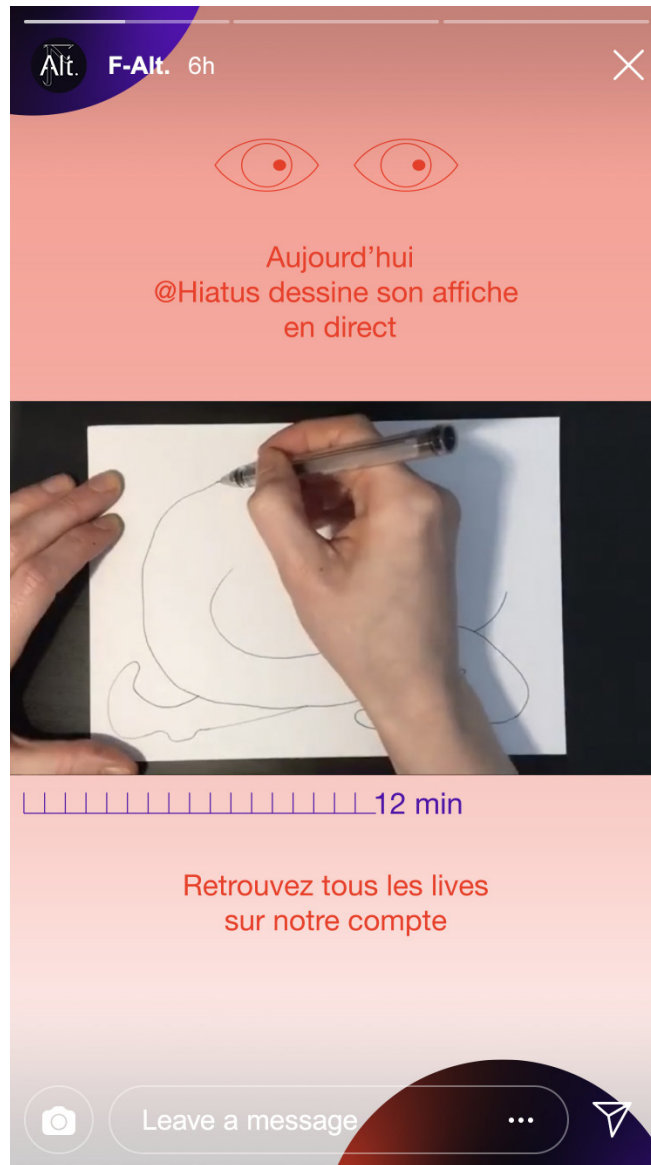 Alt.
F-Alt. 6h
Aujourd’hui
@Hiatus dessine son affiche
en direct
12 min
Retrouvez tous les lives
sur notre compte
Leave a message